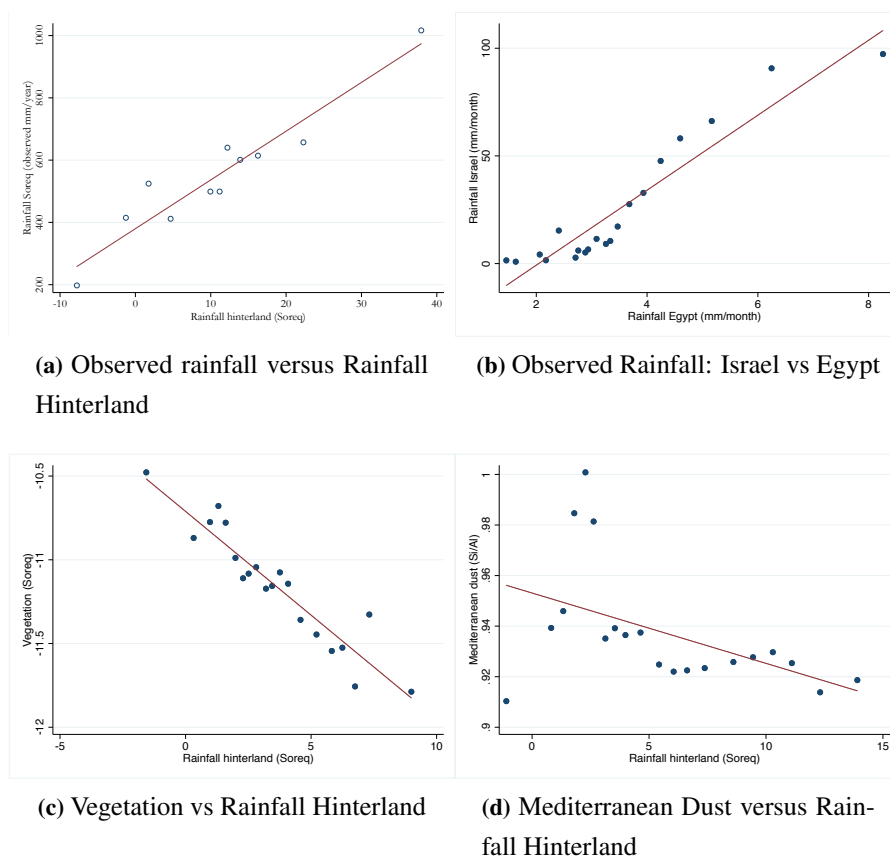 1000
800
600
400
200
Rainfall Soreq (observed mm/year)
-10
0
10
20
30
40
Rainfall hinterland (Soreq)
(a) Observed rainfall versus Rainfall
Hinterland
100
50
0
Rainfall Israel (mm/month)
2
4
6
8
Rainfall Egypt (mm/month)
(b) Observed Rainfall: Israel vs Egypt
-10.5
-11
-11.5
-12
Vegetation (Soreq)
-5
0
5
10
Rainfall hinterland (Soreq)
(c) Vegetation vs Rainfall Hinterland
1
.98
.96
.94
.92
.9
Mediterranean dust (Si/Al)
0
5
10
15
Rainfall hinterland (Soreq)
(d) Mediterranean Dust versus Rain-
fall Hinterland